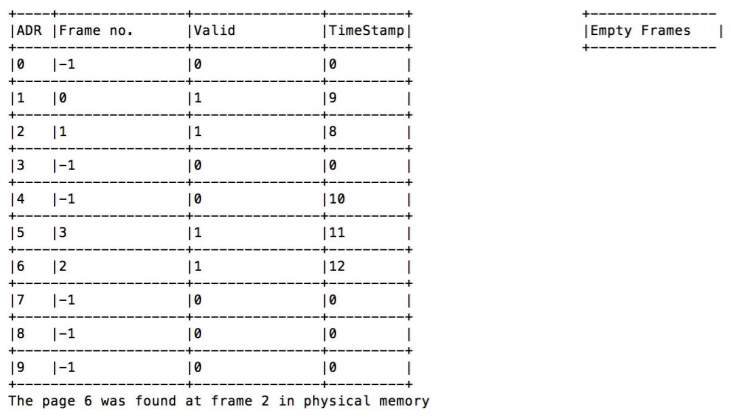 +----+----------------+----------------+---------+ +----------------
|ADR |Frame no. |Valid |TimeStamp| |Empty Frames |
+----+----------------+----------------+---------+ +----------------
|0 |-1 |0 |0 |
+----+----------------+----------------+---------+
|1 |0 |1 |9 |
+----+----------------+----------------+---------+
|2 |1 |1 |8 |
+----+----------------+----------------+---------+
|3 |-1 |0 |0 |
+----+----------------+----------------+---------+
|4 |-1 |0 |10 |
+----+----------------+----------------+---------+
|5 |3 |1 |11 |
+----+----------------+----------------+---------+
|6 |2 |1 |12 |
+----+----------------+----------------+---------+
|7 |-1 |0 |0 |
+----+----------------+----------------+---------+
|8 |-1 |0 |0 |
+----+----------------+----------------+---------+
|9 |-1 |0 |0 |
+----+----------------+----------------+---------+
The page 6 was found at frame 2 in physical memory